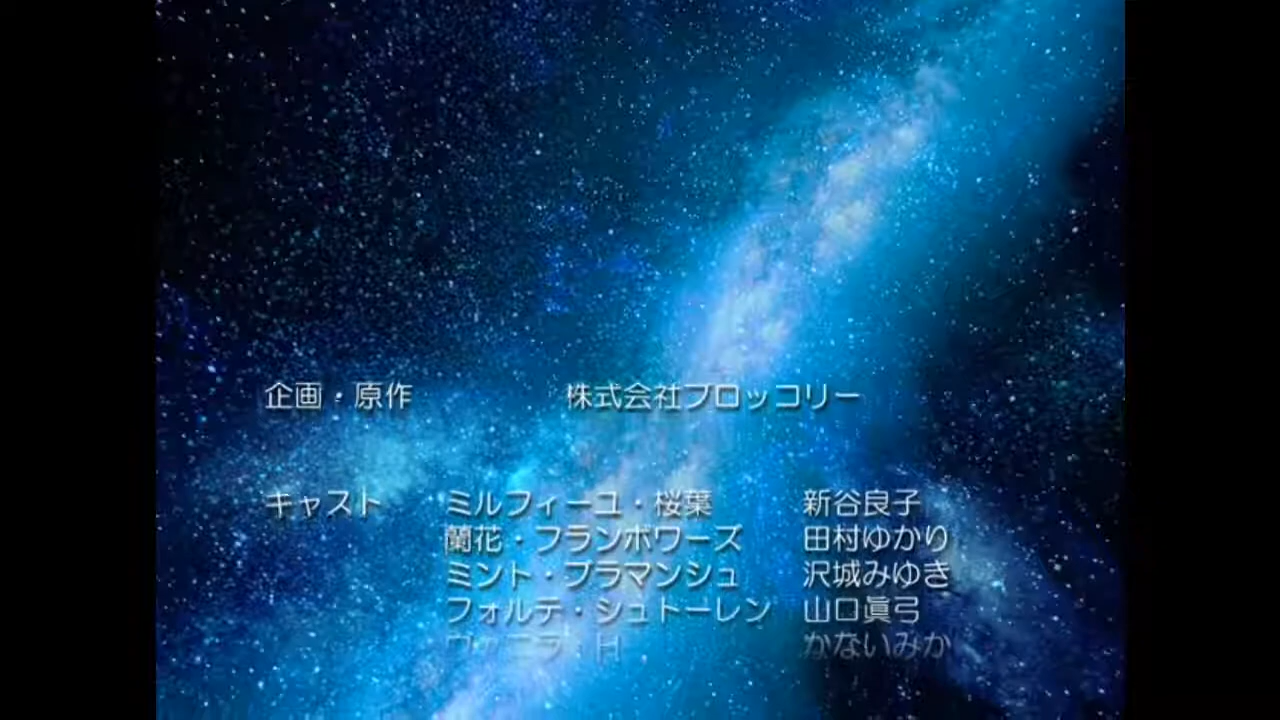 企画・原作 株式会社ブロッコリー
キャスト ミルフィーユ・桜葉 新谷良子
蘭花・フランボワーズ 田村ゆかり
ミント・ブラマンシュ 沢城みゆき
フォルテ・シュトーレン 山口眞弓
ヴァニラ・H かないみか